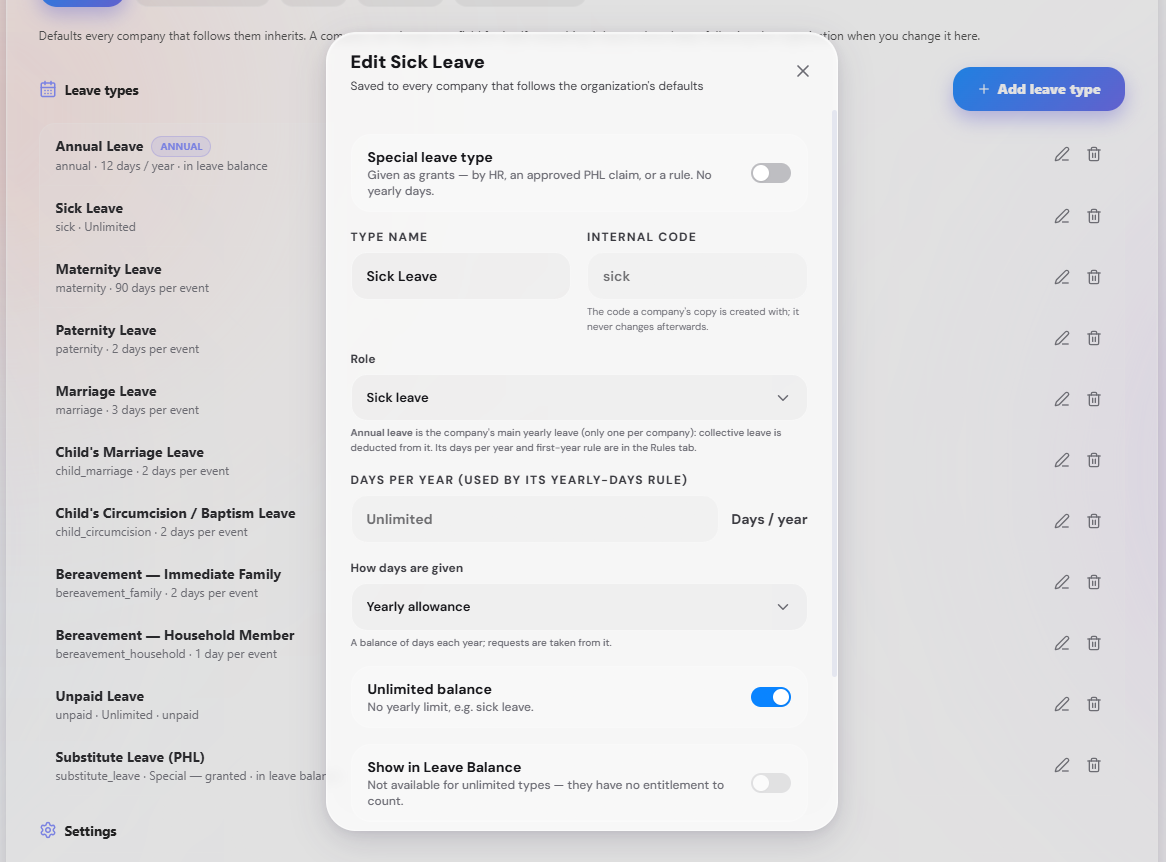 Defaults every company that follows them inherits. A
tion when you change it here.
Leave types
+ Add leave type
Annual Leave ANNUAL
annual · 12 days / year · in leave balance
Sick Leave
sick · Unlimited
Maternity Leave
maternity · 90 days per event
Paternity Leave
paternity · 2 days per event
Marriage Leave
marriage · 3 days per event
Child's Marriage Leave
child_marriage · 2 days per event
Child's Circumcision / Baptism Leave
child_circumcision · 2 days per event
Bereavement — Immediate Family
bereavement_family · 2 days per event
Bereavement — Household Member
bereavement_household · 1 day per event
Unpaid Leave
unpaid · Unlimited · unpaid
Substitute Leave (PHL)
substitute_leave · Special — granted · in leave balan
Settings
Edit Sick Leave
Saved to every company that follows the organization's defaults
Special leave type
Given as grants — by HR, an approved PHL claim, or a rule. No
yearly days.
TYPE NAME
Sick Leave
INTERNAL CODE
sick
The code a company's copy is created with; it
never changes afterwards.
Role
Sick leave
Annual leave is the company's main yearly leave (only one per company): collective leave is
deducted from it. Its days per year and first-year rule are in the Rules tab.
DAYS PER YEAR (USED BY ITS YEARLY-DAYS RULE)
Unlimited Days / year
How days are given
Yearly allowance
A balance of days each year; requests are taken from it.
Unlimited balance
No yearly limit, e.g. sick leave.
Show in Leave Balance
Not available for unlimited types — they have no entitlement to
count.